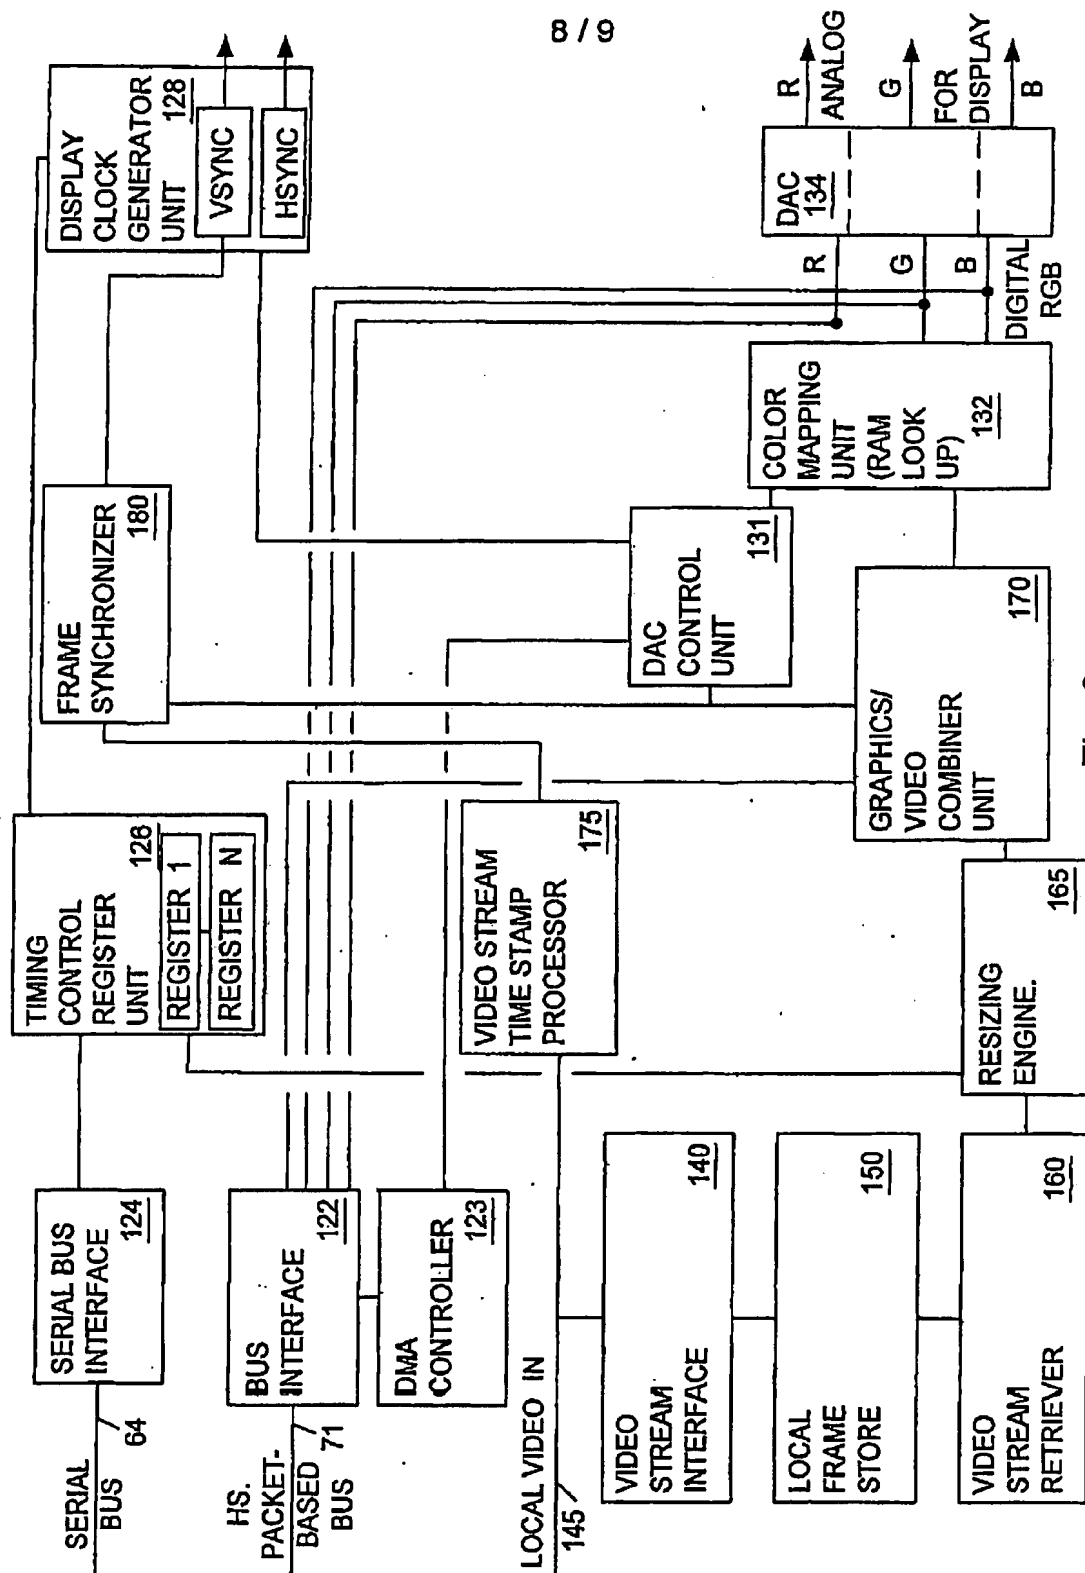 8 / 9
SERIAL
BUS
64
SERIAL BUS
INTERFACE
124
TIMING
CONTROL
REGISTER
UNIT
126
REGISTER 1
REGISTER N
FRAME
SYNCHRONIZER
180
DISPLAY
CLOCK
GENERATOR
UNIT
128
VSYNC
HSYNC
HS.
PACKET-
BASED
BUS
71
BUS
INTERFACE
122
DMA
CONTROLLER
123
LOCAL VIDEO IN
145
VIDEO STREAM
TIME STAMP
PROCESSOR
175
VIDEO
STREAM
INTERFACE
140
LOCAL
FRAME
STORE
150
VIDEO
STREAM
RETRIEVER
160
RESIZING
ENGINE.
165
GRAPHICS/
VIDEO
COMBINER
UNIT
170
DAC
CONTROL
UNIT
131
COLOR
MAPPING
UNIT
(RAM
LOOK
UP)
132
R
G
B
DIGITAL
RGB
DAC
134
R
ANALOG
G
FOR
DISPLAY
B